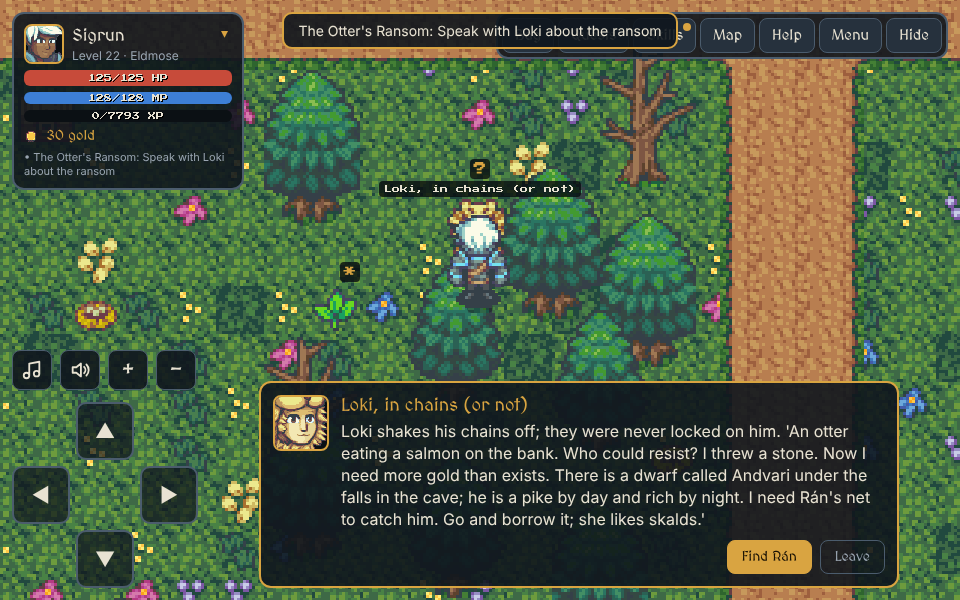 Sigrun
Level 22 · Eldmose
125/125 HP
128/128 MP
0/7793 XP
30 gold
• The Otter's Ransom: Speak with Loki
about the ransom
The Otter's Ransom: Speak with Loki about the ransom
Map
Help
Menu
Hide
?
Loki, in chains (or not)
*
+
-
Loki, in chains (or not)
Loki shakes his chains off; they were never locked on him. 'An otter
eating a salmon on the bank. Who could resist? I threw a stone. Now I
need more gold than exists. There is a dwarf called Andvari under the
falls in the cave; he is a pike by day and rich by night. I need Rán's net
to catch him. Go and borrow it; she likes skalds.'
Find Rán
Leave